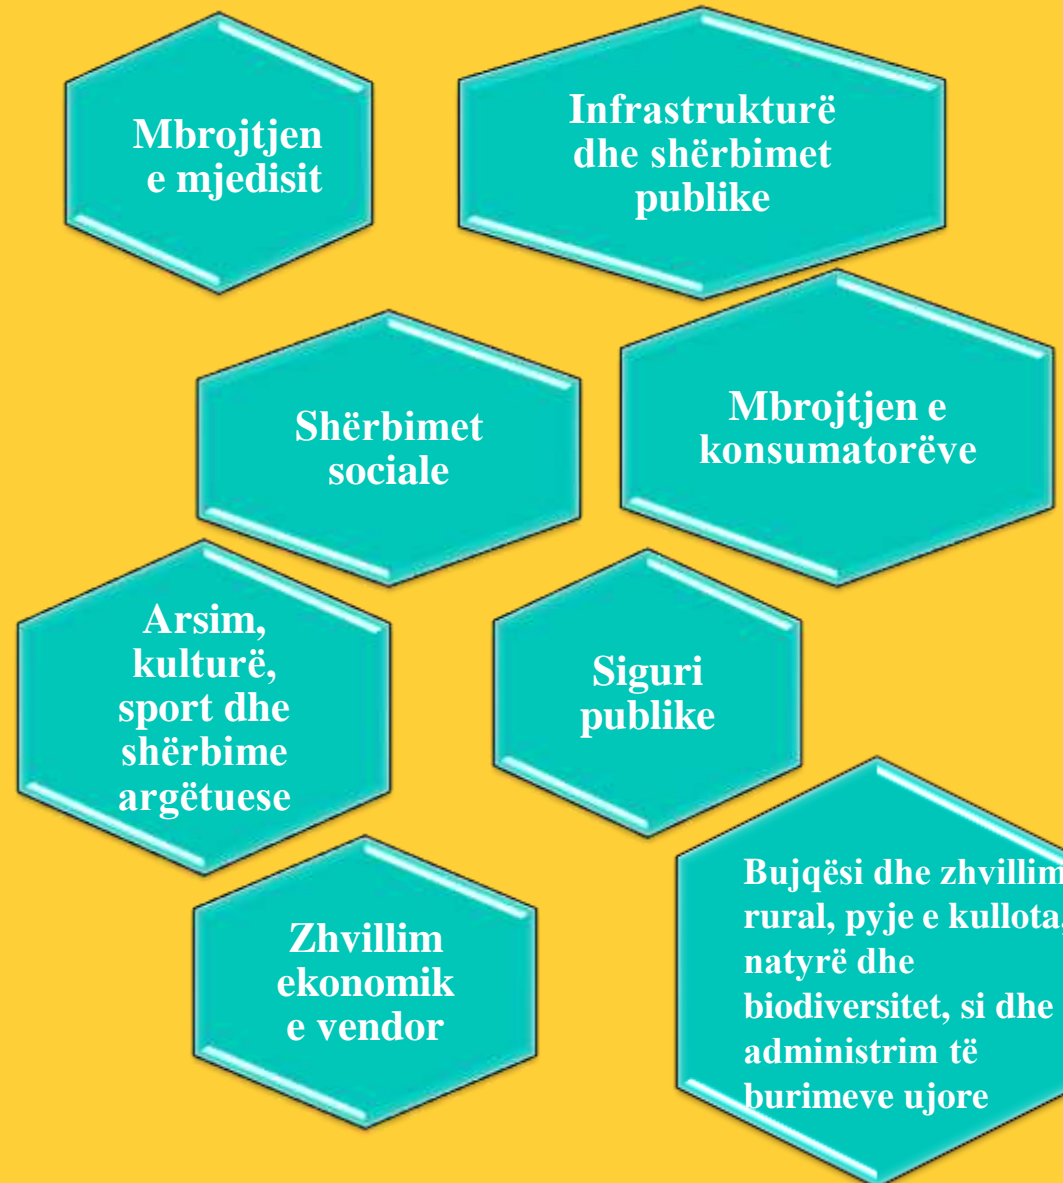 Mbrojtjen
e mjedisit
Infrastrukturë
dhe shërbimet
publike
Shërbimet
sociale
Mbrojtjen e
konsumatorëve
Arsim,
kulturë,
sport dhe
shërbime
argëtuese
Siguri
publike
Zhvillim
ekonomik
e vendor
Bujqësi dhe zhvillim
rural, pyje e kullota,
natyrë dhe
biodiversitet, si dhe
administrim të
burimeve ujore